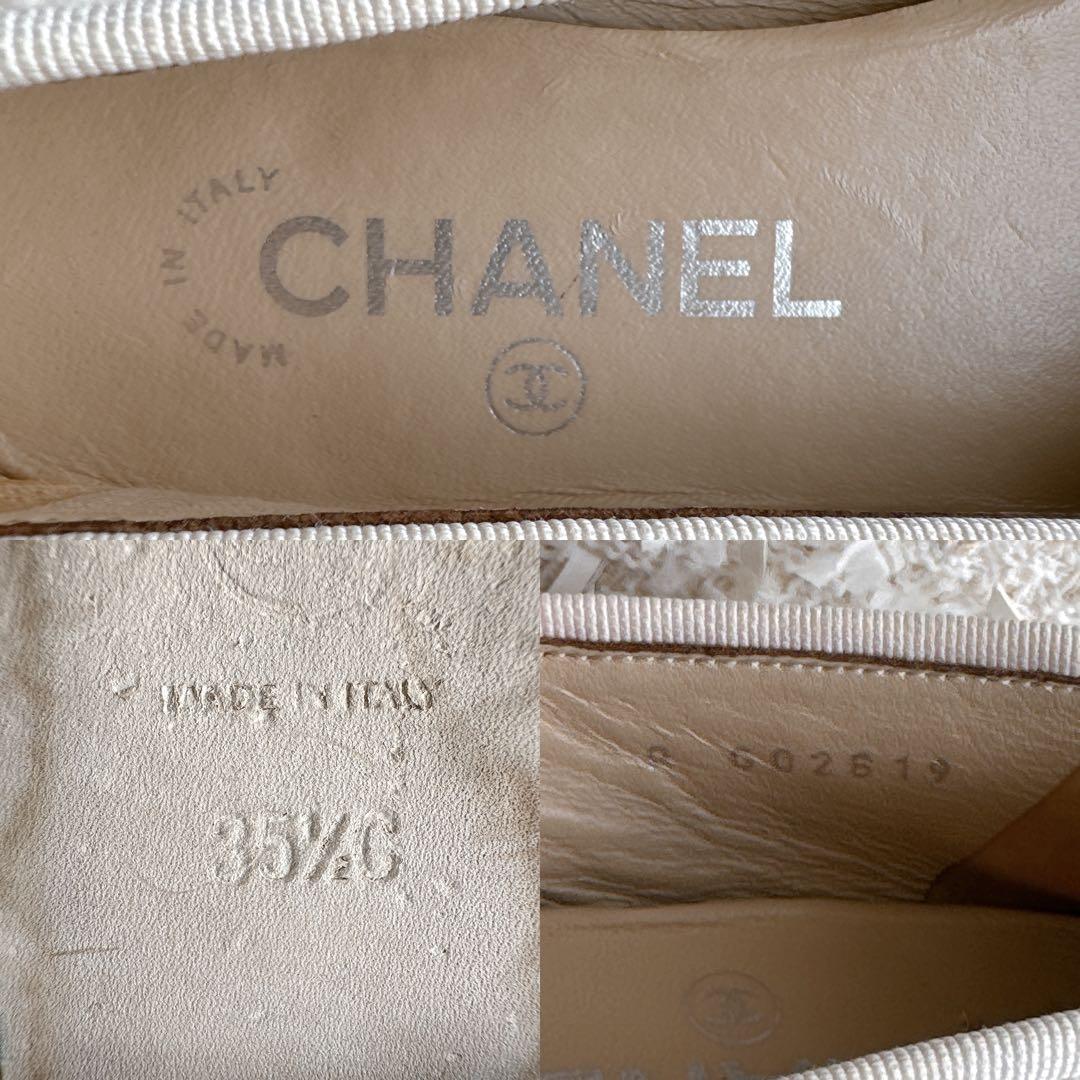 MADE IN ITALY
CHANEL
MADE IN ITALY
35½C
G 602619